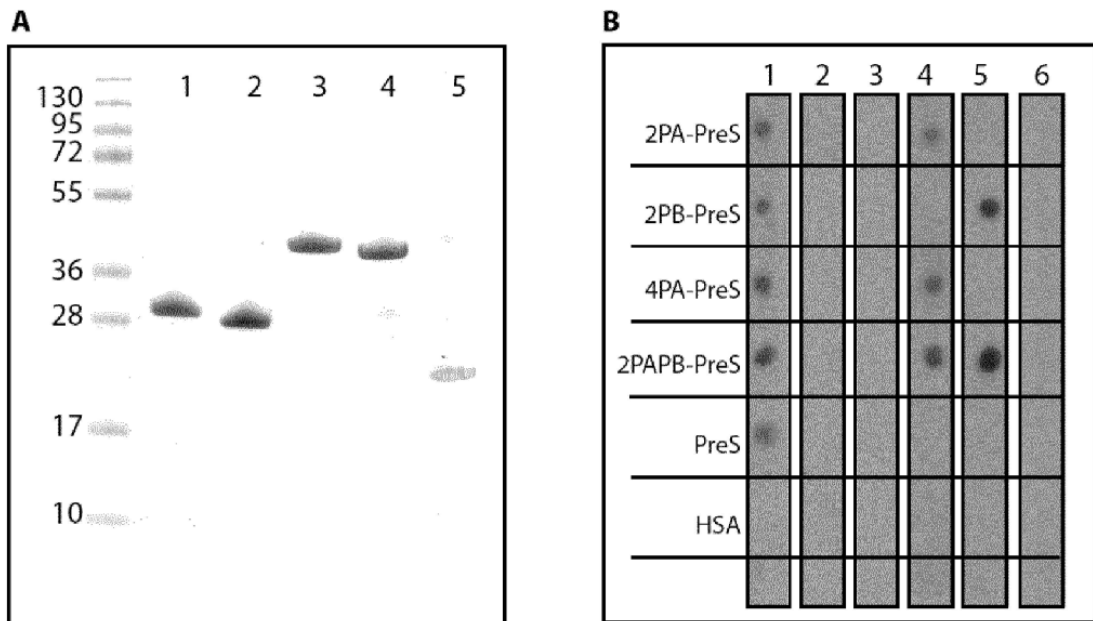 A
1 2 3 4 5
130
95
72
55
36
28
17
10
B
1 2 3 4 5 6
2PA-PreS
2PB-PreS
4PA-PreS
2PAPB-PreS
PreS
HSA